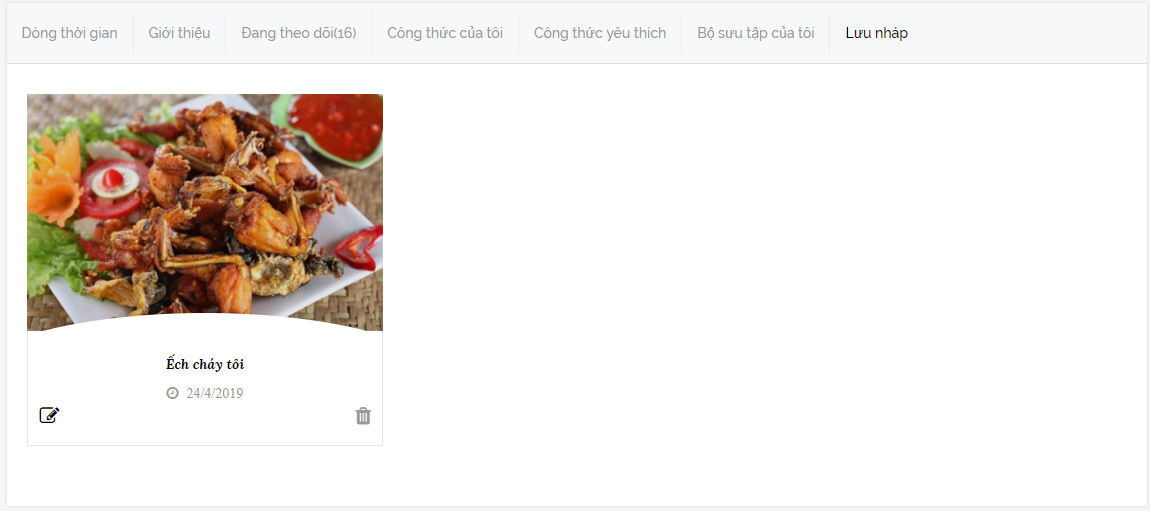 Dòng thời gian
Giới thiệu
Đang theo dõi(16)
Công thức của tôi
Công thức yêu thích
Bộ sưu tập của tôi
Lưu nháp
Ếch cháy tôi
24/4/2019